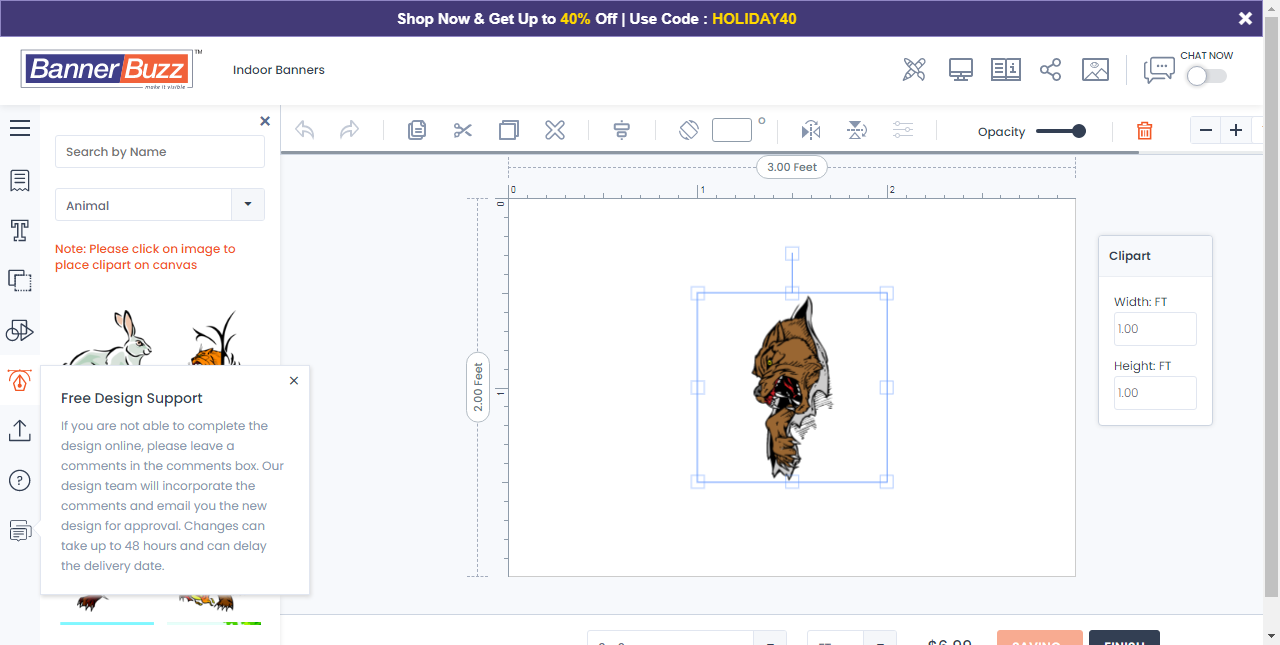 Shop Now & Get Up to 40% Off | Use Code : HOLIDAY40
BannerBuzz
TM
make it visible
Indoor Banners
CHAT NOW
Search by Name
Animal
Note: Please click on image to
place clipart on canvas
Opacity
3.00 Feet
0
1
2
0
1
2.00 Feet
Clipart
Width: FT
1.00
Height: FT
1.00
Free Design Support
If you are not able to complete the
design online, please leave a
comments in the comments box. Our
design team will incorporate the
comments and email you the new
design for approval. Changes can
take up to 48 hours and can delay
the delivery date.
FT
$6.99
SAVING
FINISH